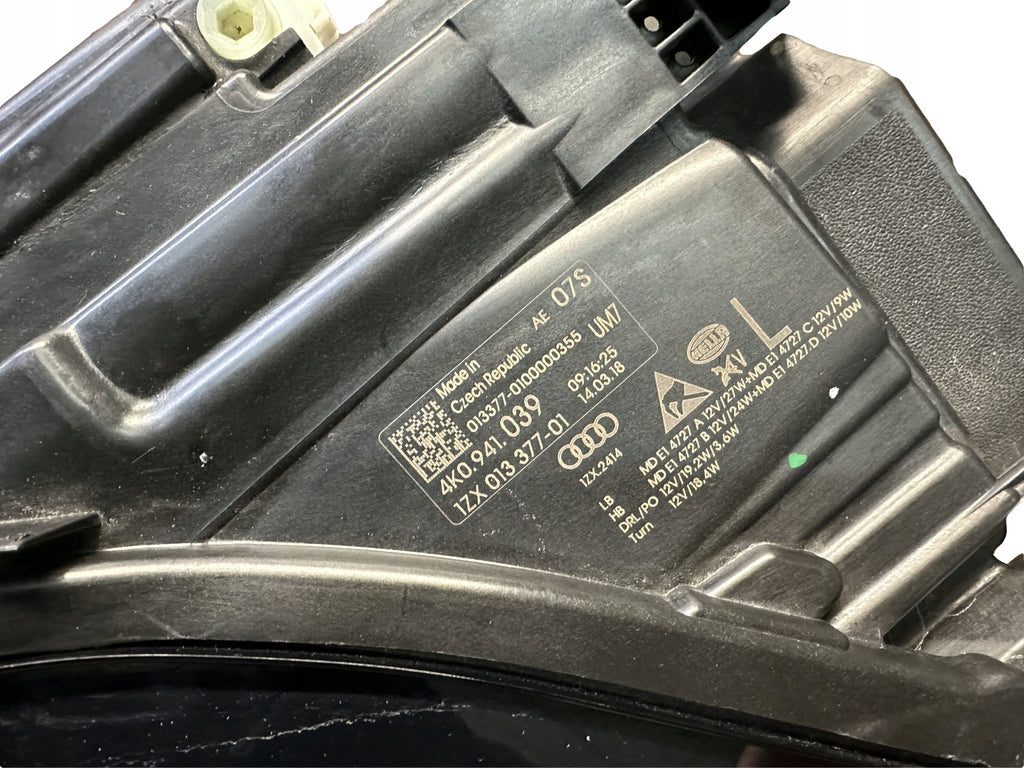 Made in
Czech Republic
AE 07S
013377-0100000355 UM7
4K0.941.039
09:16:25
1ZX 013 377-01
14.03.18
1ZX.2414
HELLA
L
LB MD E1 4727 A 12V/27W+MD E1 4727 C 12V/9W
HB MD E1 4727 B 12V/24W+MD E1 4727 D 12V/10W
DRL/PO 12V/19.2W/3.6W
Turn 12V/18.4W